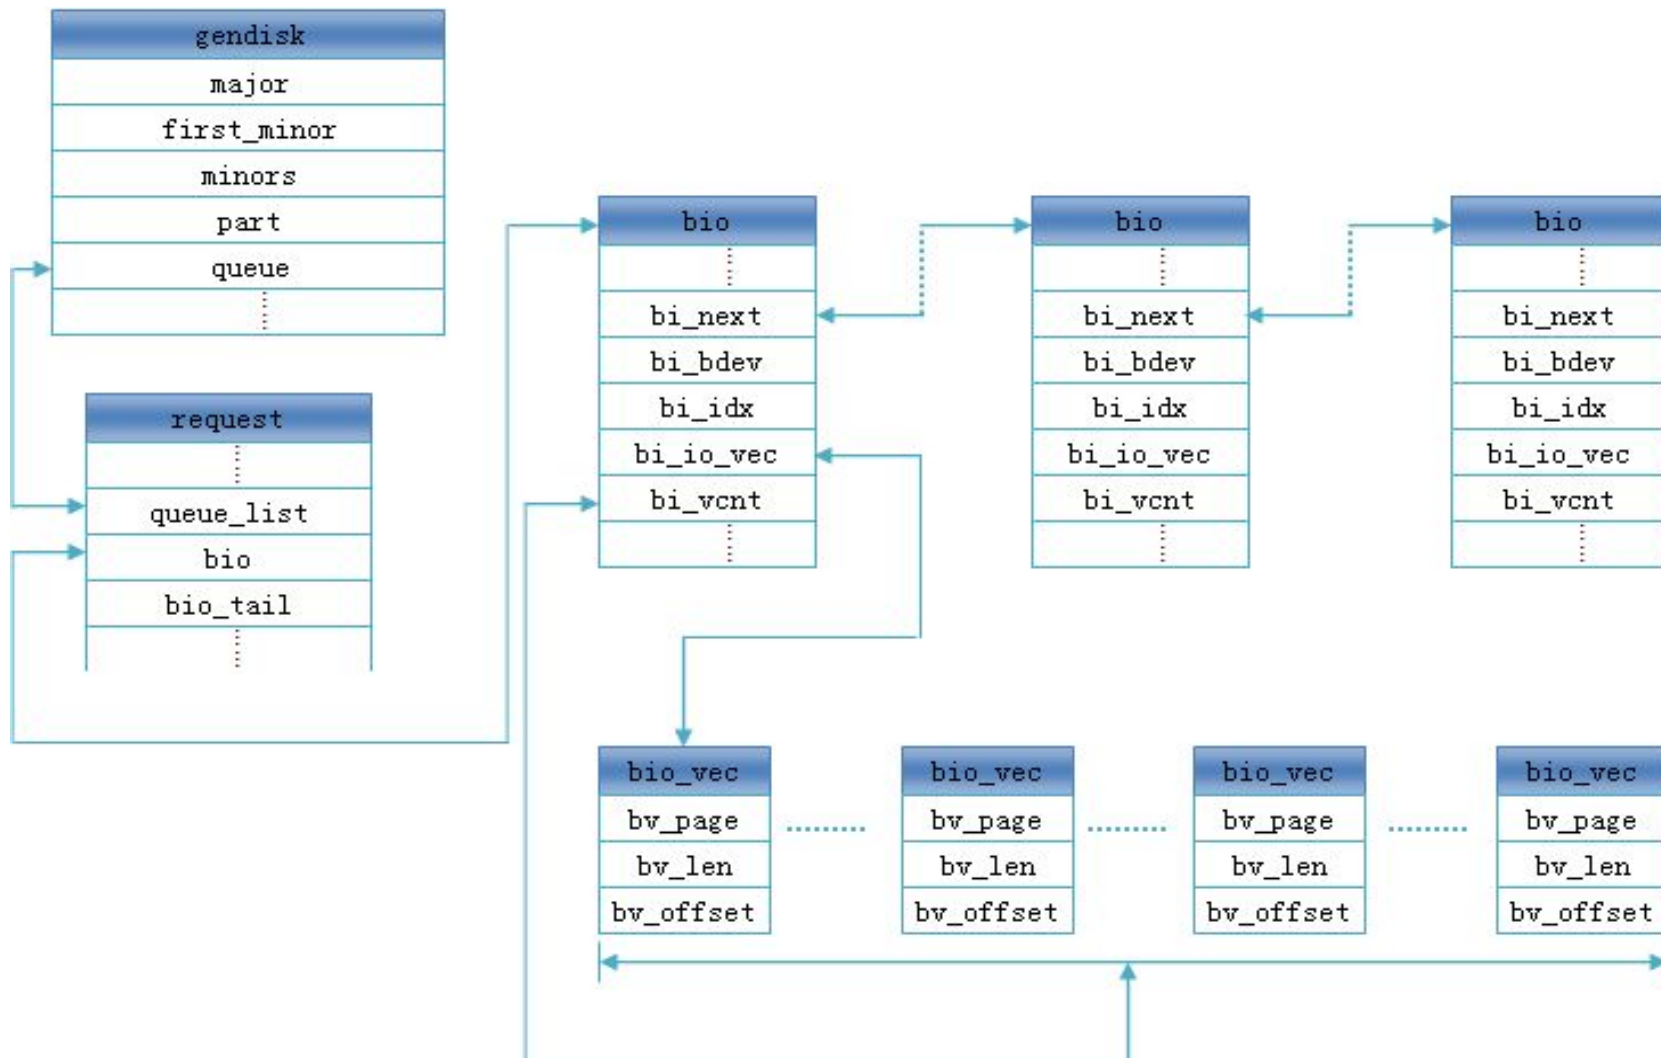 gendisk
major
first_minor
minors
part
queue
request
queue_list
bio
bio_tail
bio
bi_next
bi_bdev
bi_idx
bi_io_vec
bi_vcnt
bio
bi_next
bi_bdev
bi_idx
bi_io_vec
bi_vcnt
bio
bi_next
bi_bdev
bi_idx
bi_io_vec
bi_vcnt
bio_vec
bv_page
bv_len
bv_offset
bio_vec
bv_page
bv_len
bv_offset
bio_vec
bv_page
bv_len
bv_offset
bio_vec
bv_page
bv_len
bv_offset